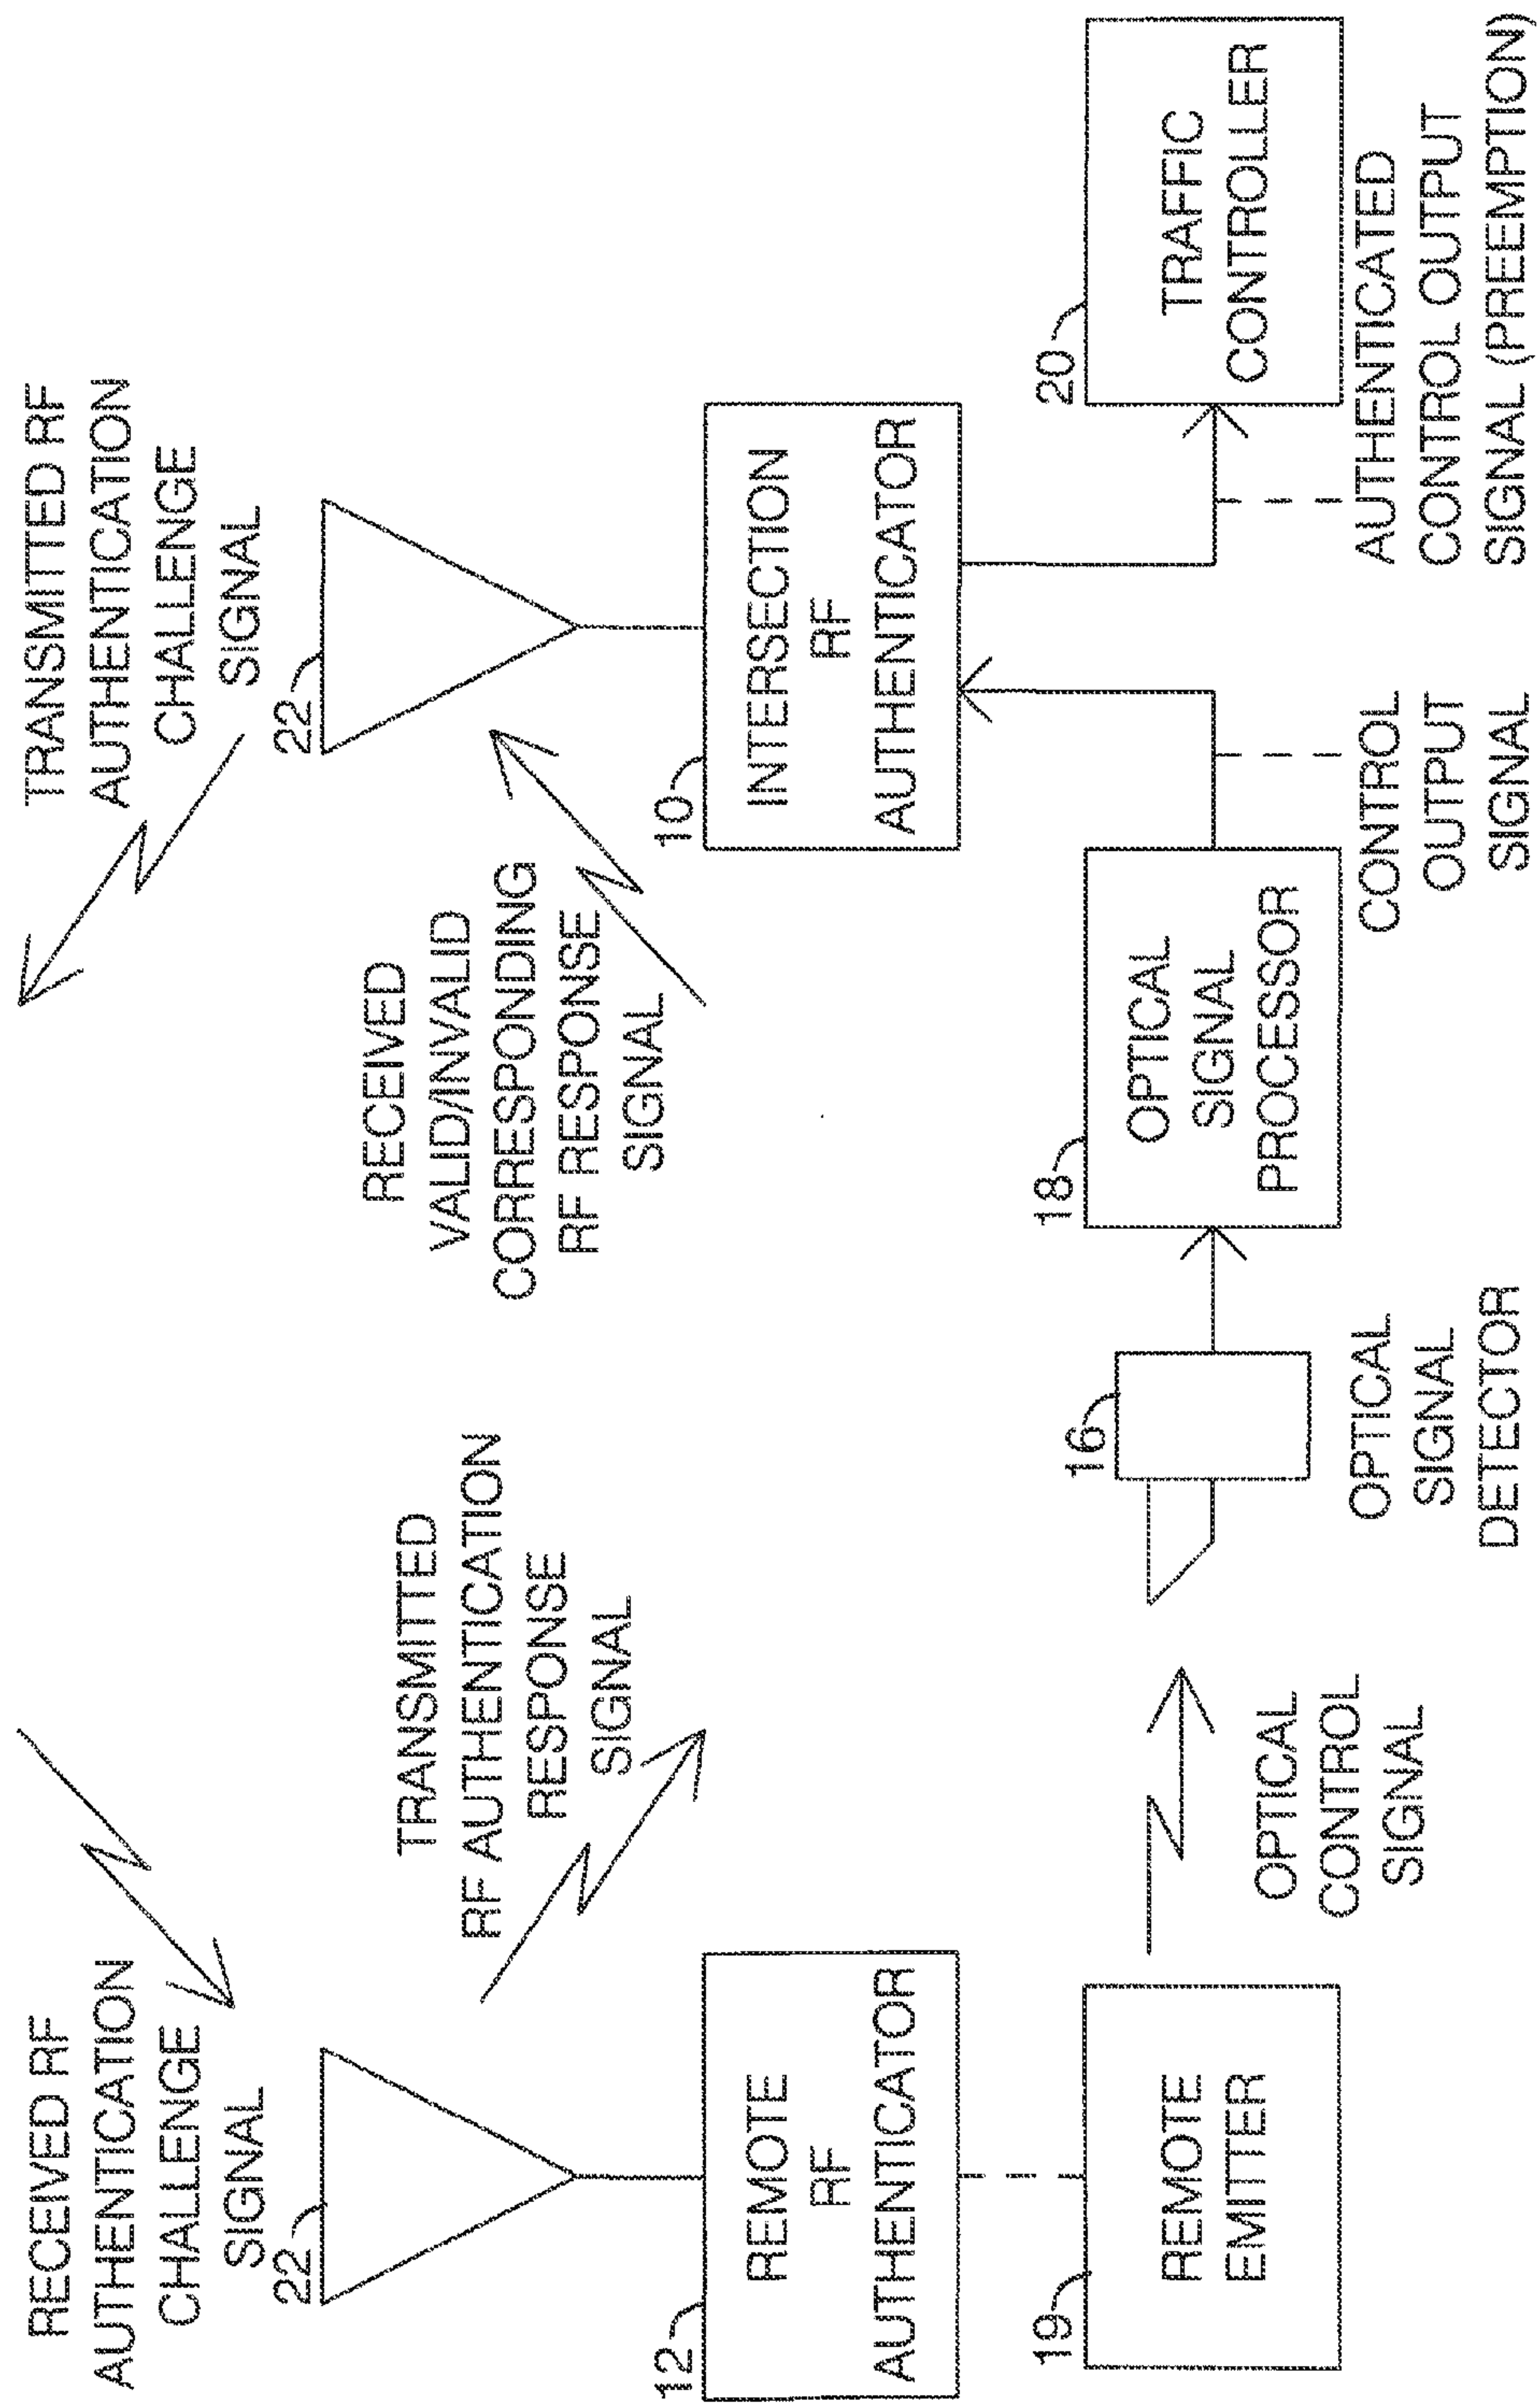 RECEIVED RF
AUTHENTICATION
CHALLENGE
SIGNAL
22
TRANSMITTED
RF AUTHENTICATION
RESPONSE
SIGNAL
12
REMOTE
RF
AUTHENTICATOR
19
REMOTE
EMITTER
OPTICAL
CONTROL
SIGNAL
16
OPTICAL
SIGNAL
DETECTOR
TRANSMITTED RF
AUTHENTICATION
CHALLENGE
SIGNAL
22
RECEIVED
VALID/INVALID
CORRESPONDING
RF RESPONSE
SIGNAL
10
INTERSECTION
RF
AUTHENTICATOR
18
OPTICAL
SIGNAL
PROCESSOR
CONTROL
OUTPUT
SIGNAL
20
TRAFFIC
CONTROLLER
AUTHENTICATED
CONTROL OUTPUT
SIGNAL (PREEMPTION)